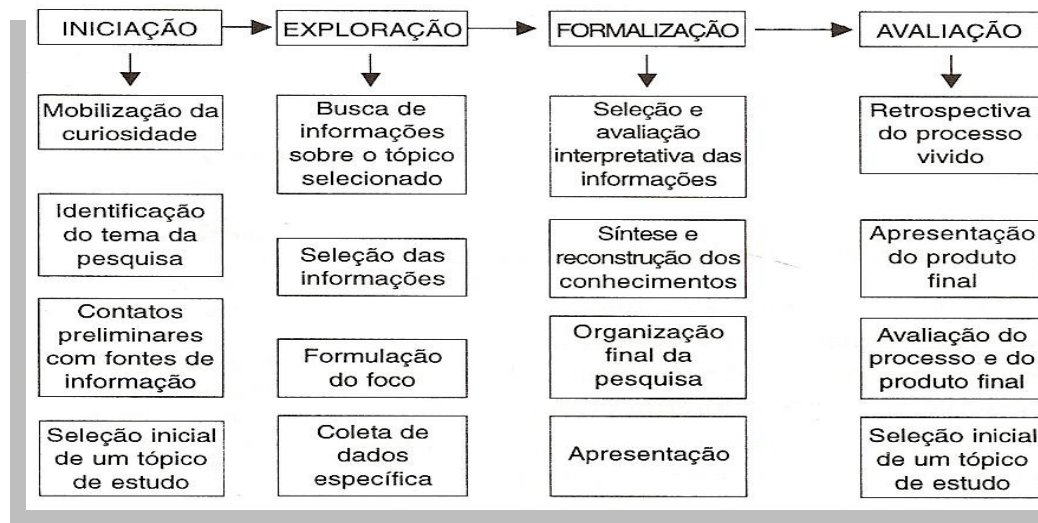 INICIAÇÃO
EXPLORAÇÃO
FORMALIZAÇÃO
AVALIAÇÃO
Mobilização da
curiosidade
Identificação
do tema da
pesquisa
Contatos
preliminares
com fontes de
informação
Seleção inicial
de um tópico
de estudo
Busca de
informações
sobre o tópico
selecionado
Seleção das
informações
Formulação
do foco
Coleta de
dados
específica
Seleção e
avaliação
interpretativa das
informações
Síntese e
reconstrução dos
conhecimentos
Organização
final da
pesquisa
Apresentação
Retrospectiva
do processo
vivido
Apresentação
do produto
final
Avaliação do
processo e do
produto final
Seleção inicial
de um tópico
de estudo